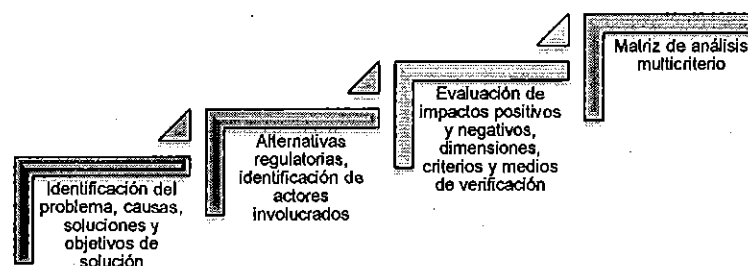 Identificación del
problema, causas,
soluciones y
objetivos de
solución
Alternativas
regulatorias,
identificación de
actores
involucrados
Evaluación de
impactos positivos
y negativos,
dimensiones,
criterios y medios
de verificación
Matriz de análisis
multicriterio